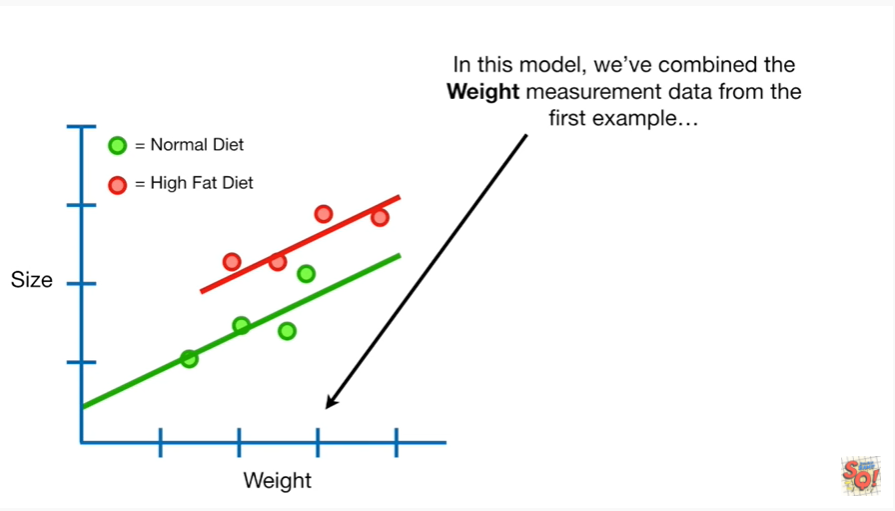 In this model, we've combined the
Weight measurement data from the
first example…
= Normal Diet
= High Fat Diet
Size
Weight
SQ!